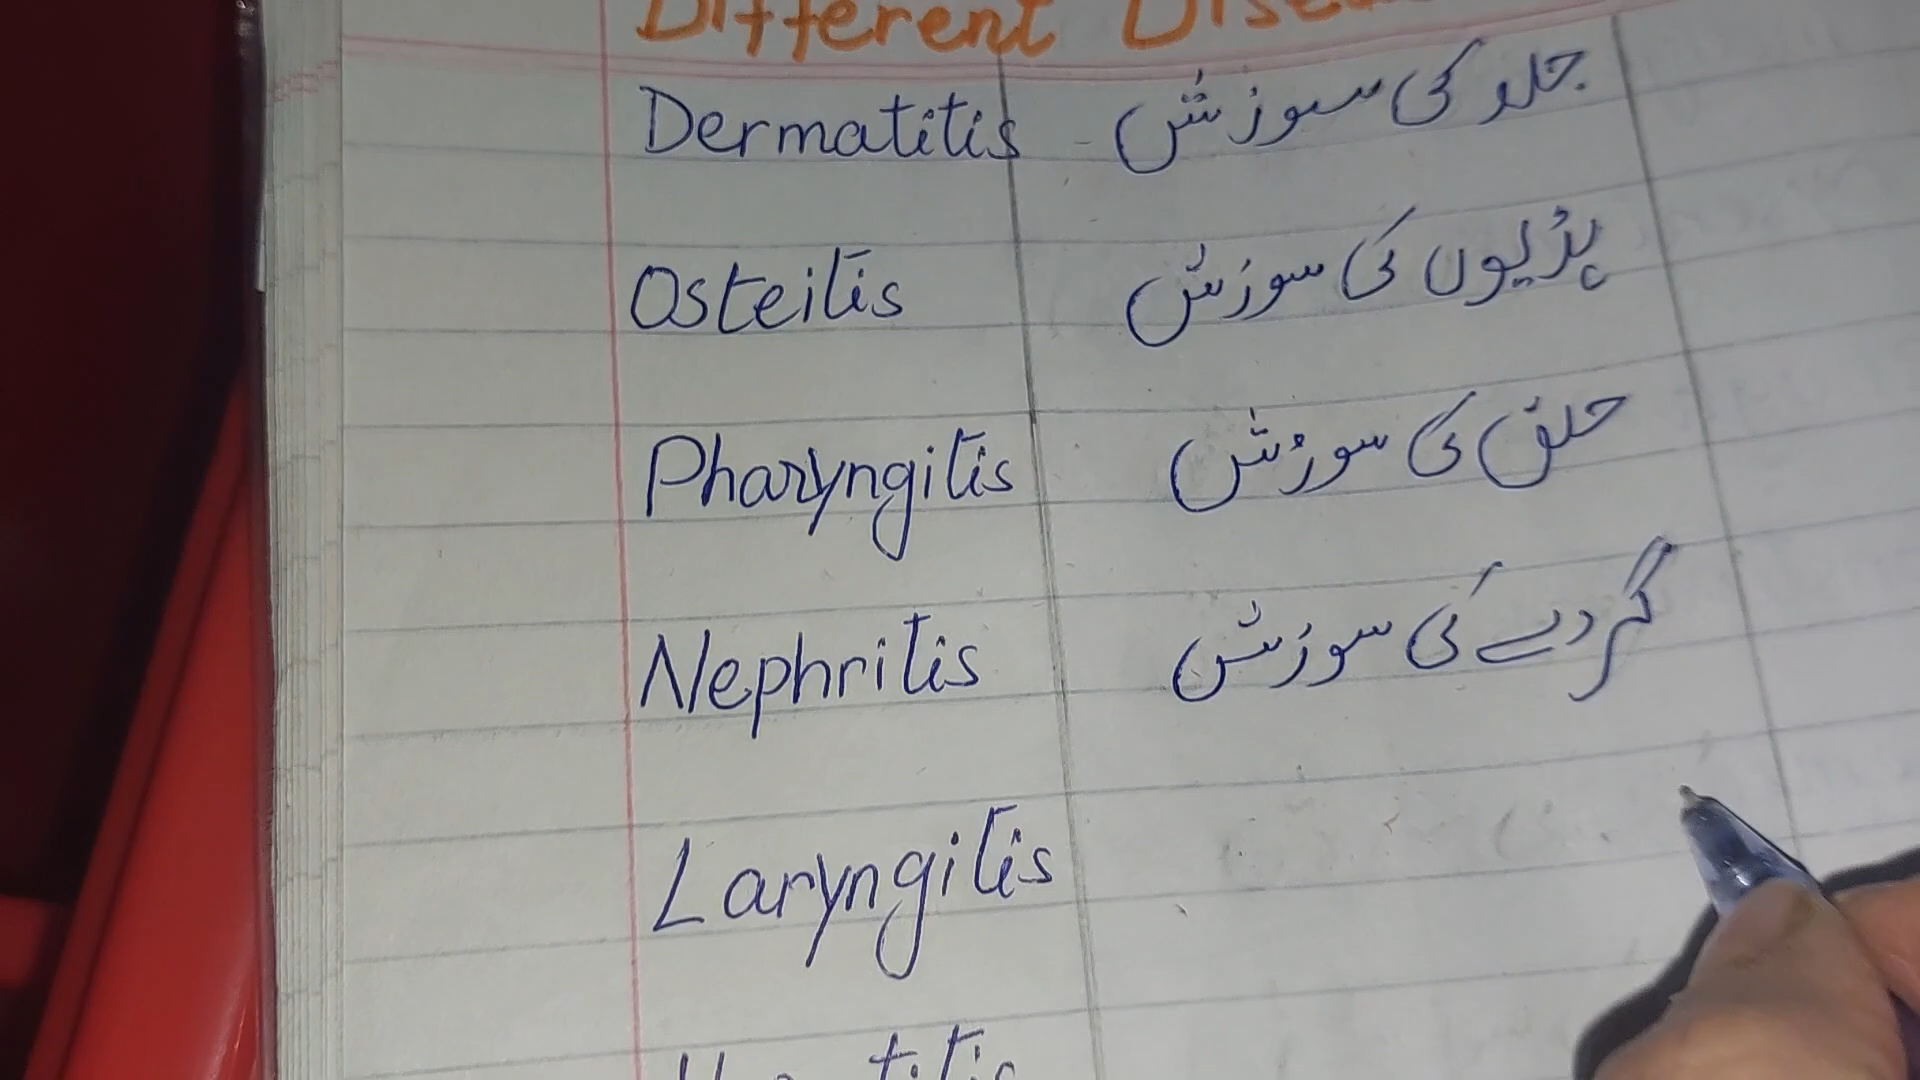 Different
Dermatitis - جلد کی سوزش
Osteitis ہڈیوں کی سوزش
Pharyngitis حلق کی سوزش
Nephritis گردے کی سوزش
Laryngitis